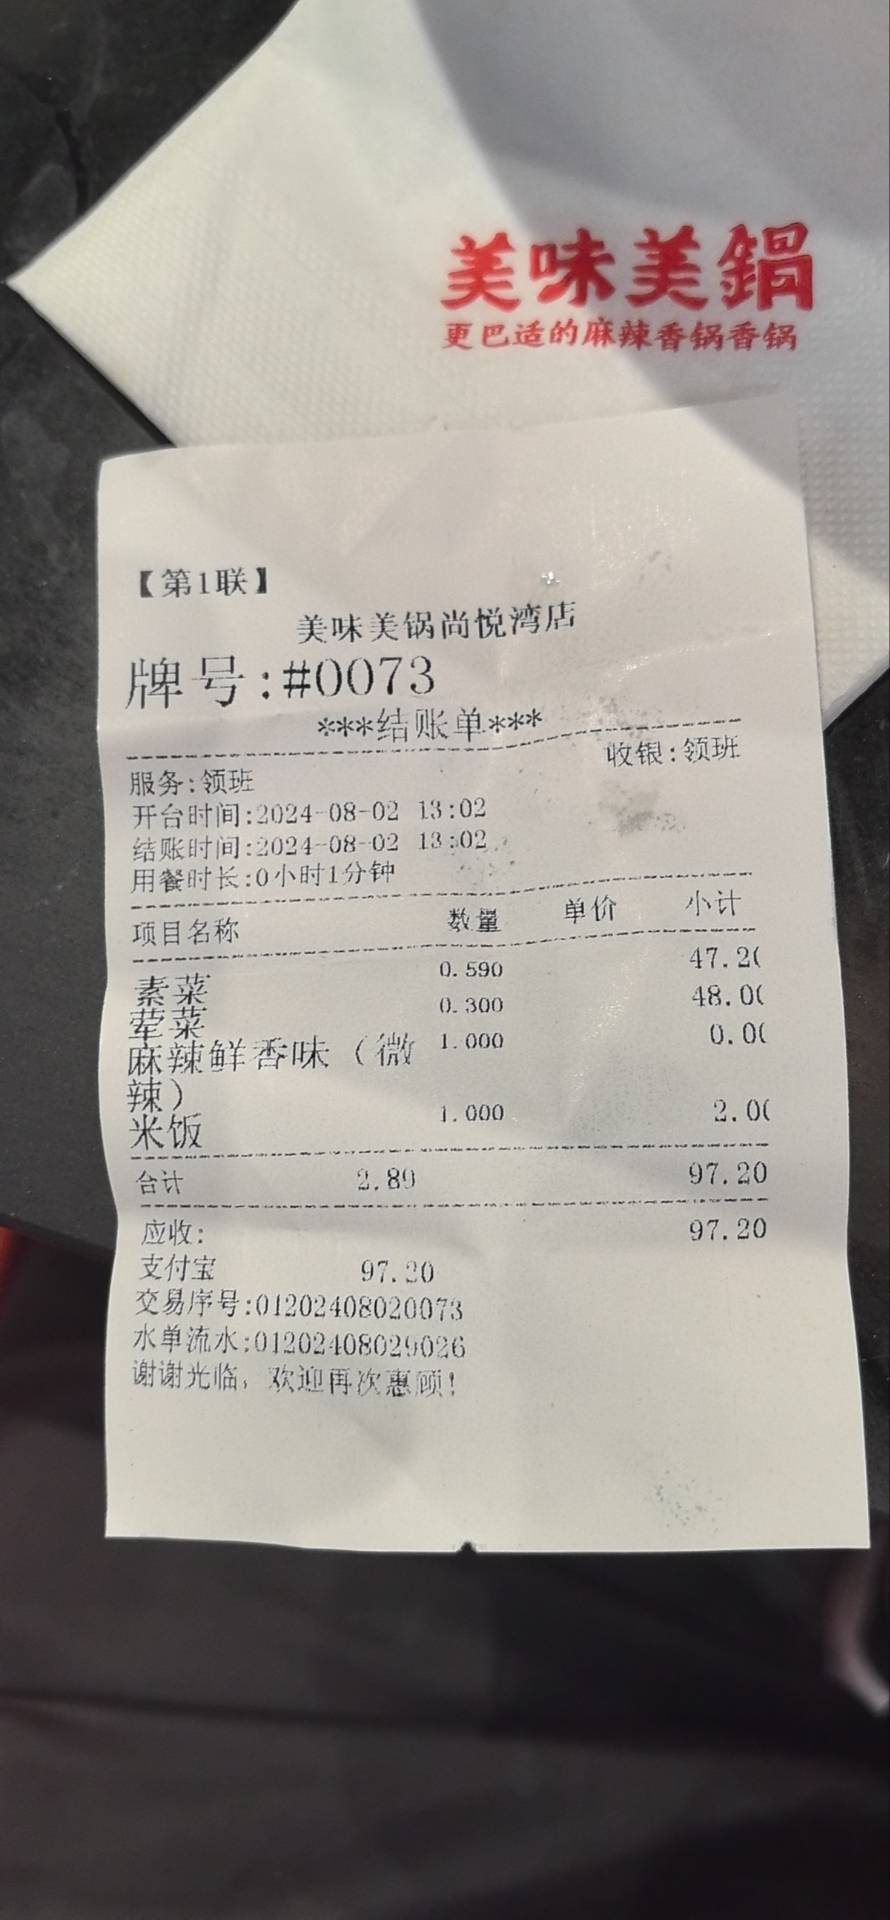 美味美鍋
更巴适的麻辣香锅香锅
【第1联】
美味美锅尚悦湾店
牌号:#0073
***结账单***
服务:领班 收银:领班
开台时间:2024-08-02 13:02
结账时间:2024-08-02 13:02
用餐时长:0小时1分钟
项目名称 数量 单价 小计
素菜 0.590 47.2(
荤菜 0.300 48.0(
麻辣鲜香味（微 1.000 0.0(
辣）
米饭 1.000 2.0(
合计 2.89 97.20
应收: 97.20
支付宝 97.20
交易序号:01202408020073
水单流水:01202408029026
谢谢光临, 欢迎再次惠顾!